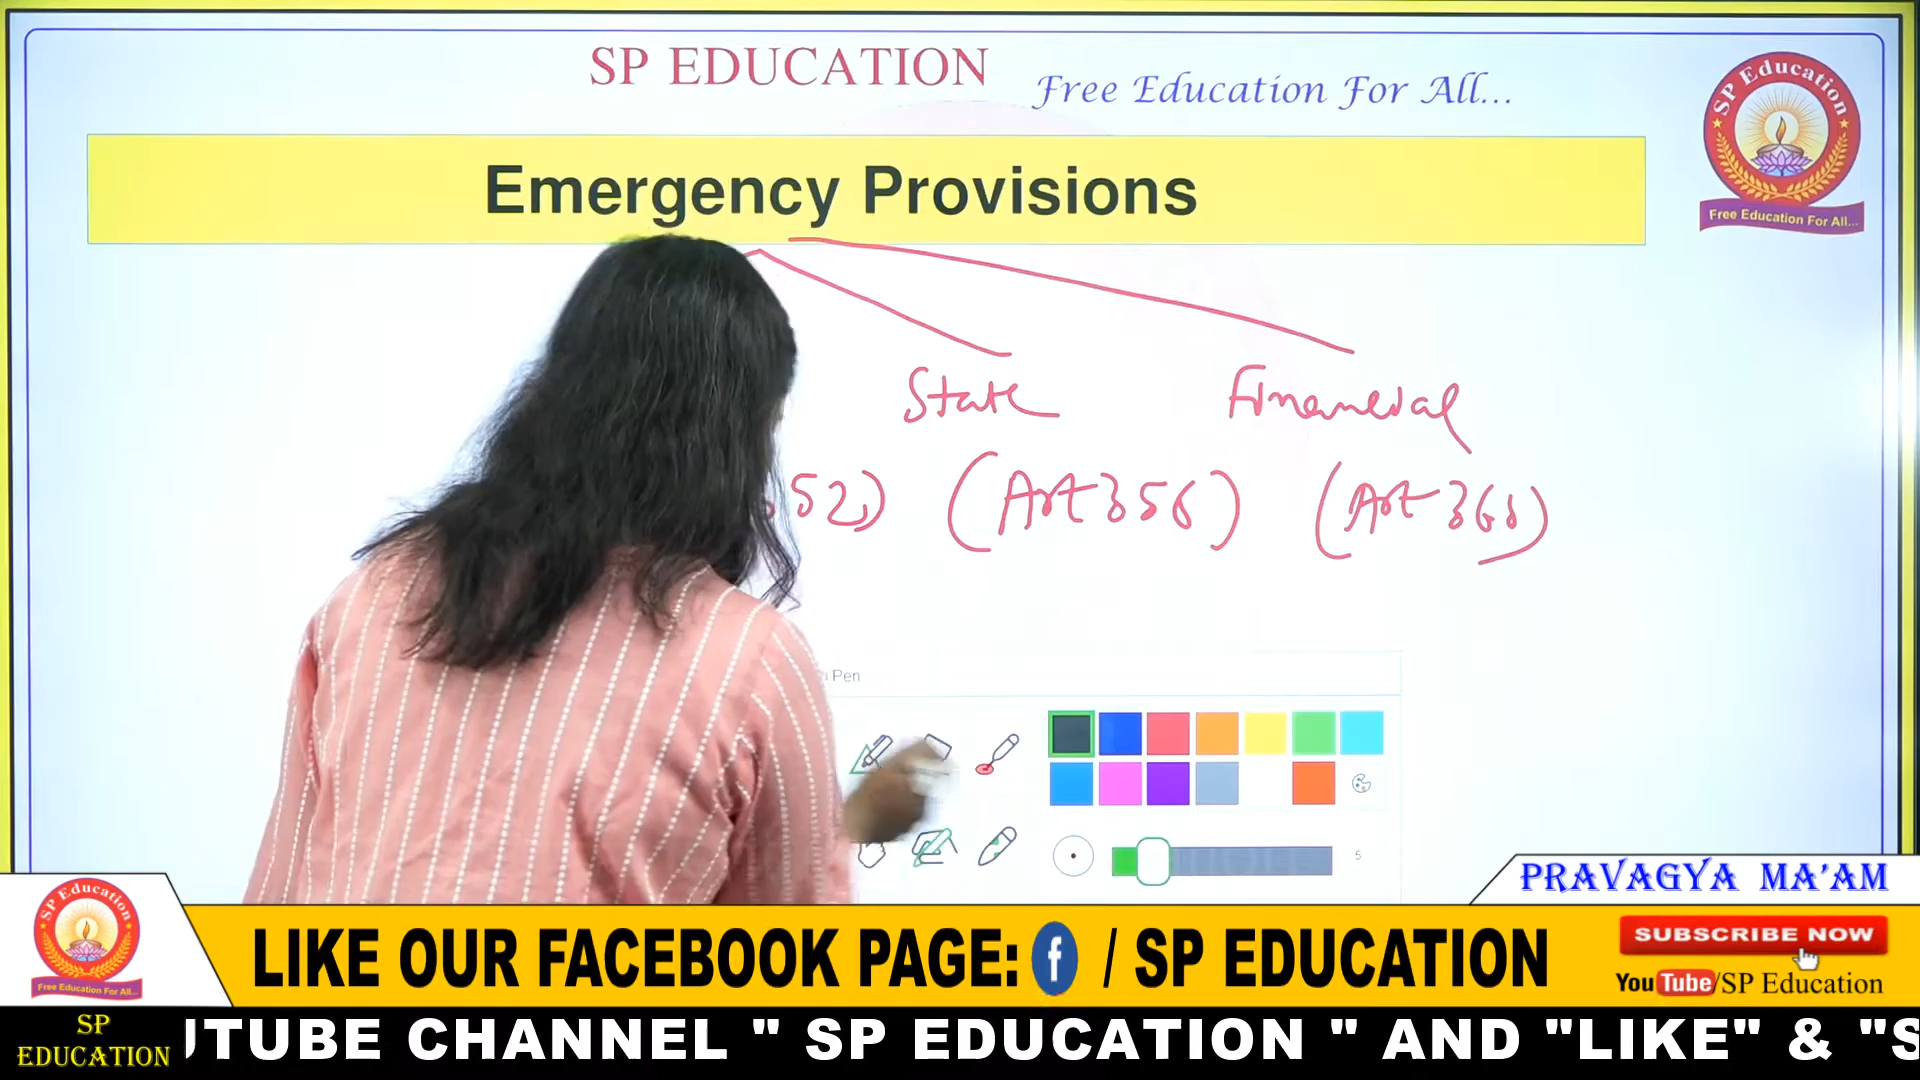 SP EDUCATION
Free Education For All...
SP Education
Free Education For All...
Emergency Provisions
State
Financial
52)
(Art 356)
(Art 360)
Pen
5
PRAVAGYA MA'AM
SP Education
Free Education For All...
LIKE OUR FACEBOOK PAGE: f / SP EDUCATION
SUBSCRIBE NOW
YouTube/SP Education
SP
EDUCATION
UTUBE CHANNEL " SP EDUCATION " AND "LIKE" & "S